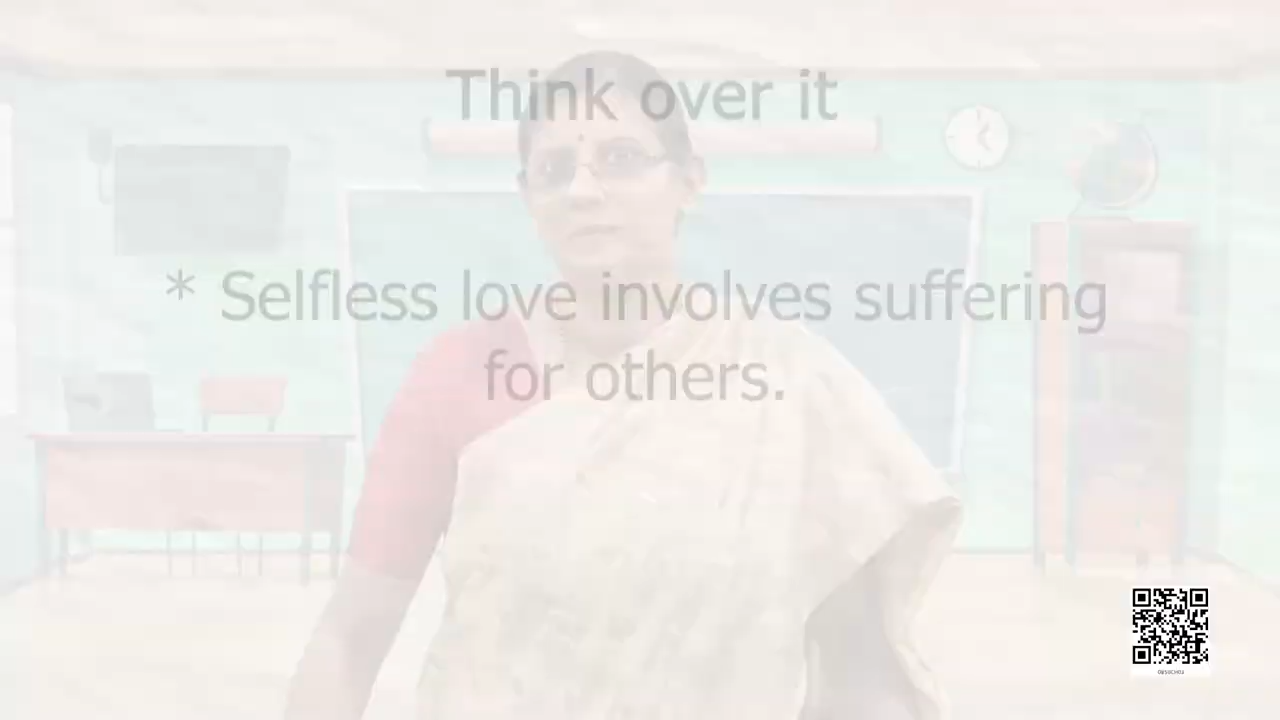 Think over it
* Selfless love involves suffering
for others.